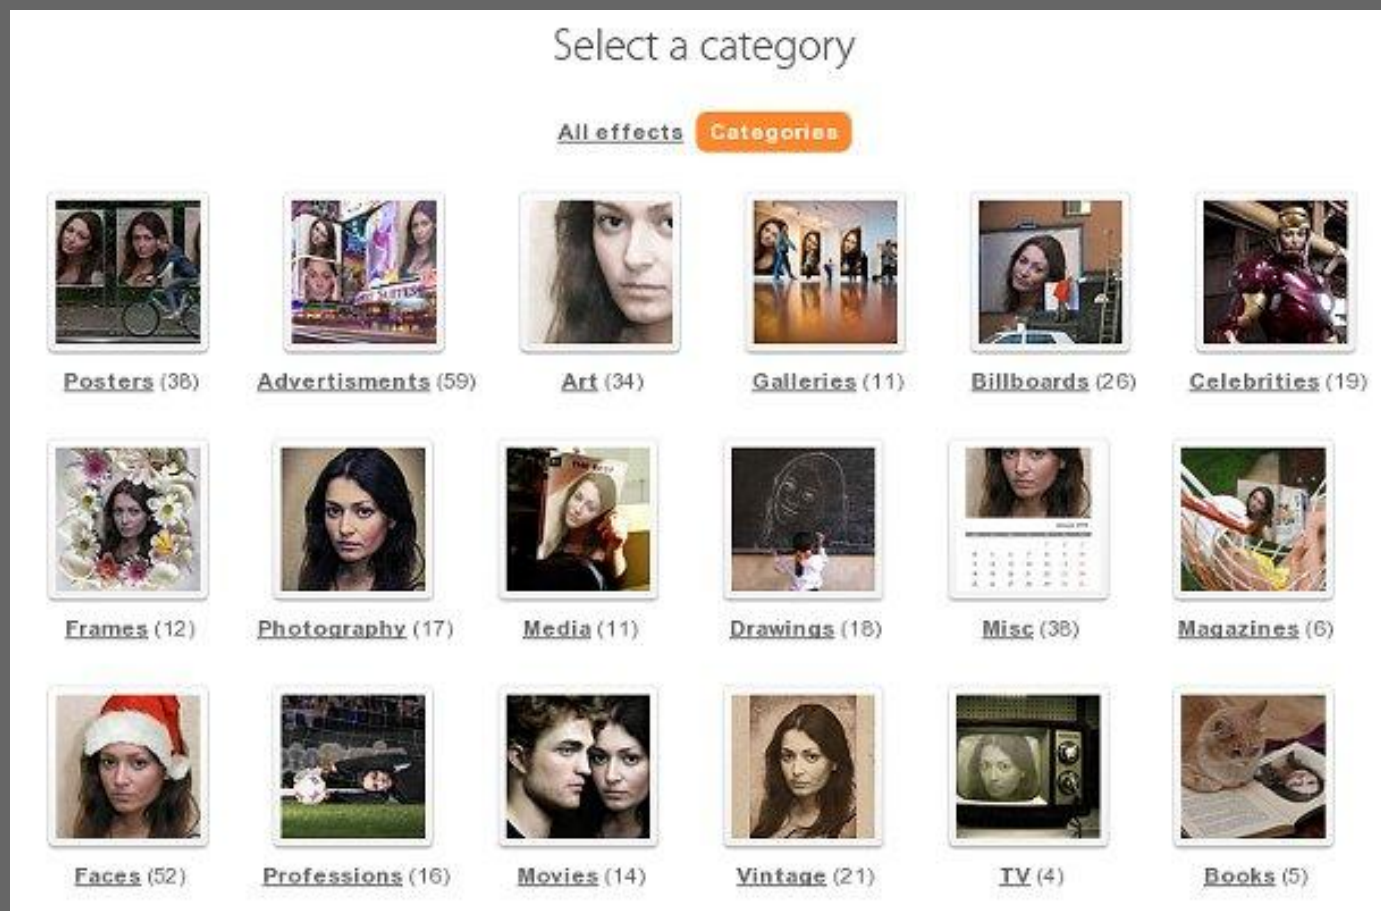 Select a category
All effects Categories
Posters (38) Advertisments (59) Art (34) Galleries (11) Billboards (26) Celebrities (19)
Frames (12) Photography (17) Media (11) Drawings (18) Misc (38) Magazines (6)
Faces (52) Professions (16) Movies (14) Vintage (21) TV (4) Books (5)